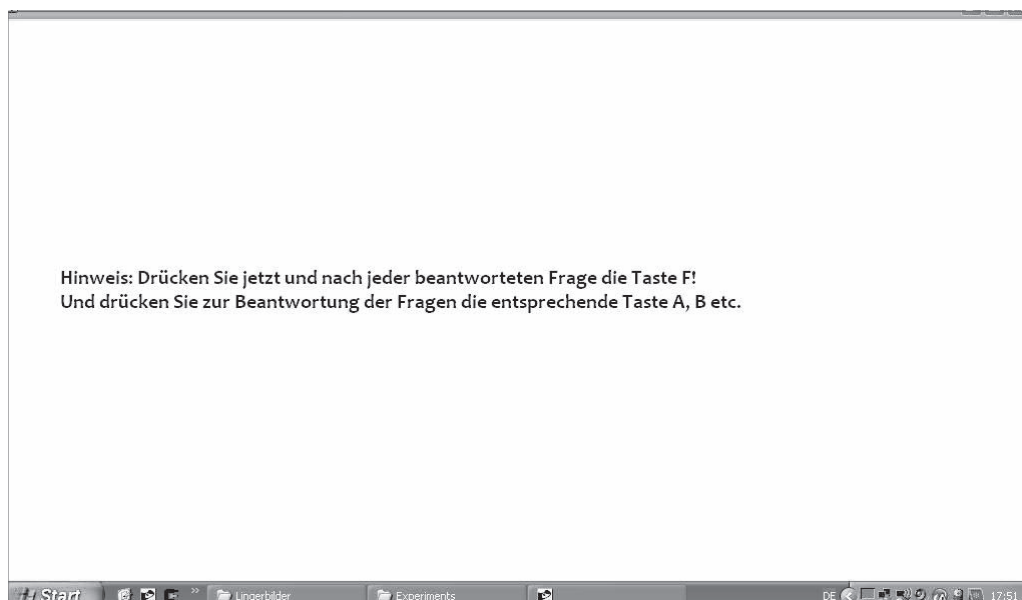 Hinweis: Drücken Sie jetzt und nach jeder beantworteten Frage die Taste F!
Und drücken Sie zur Beantwortung der Fragen die entsprechende Taste A, B etc.
Start
Lingerbilder
Experiments
DE
17:51